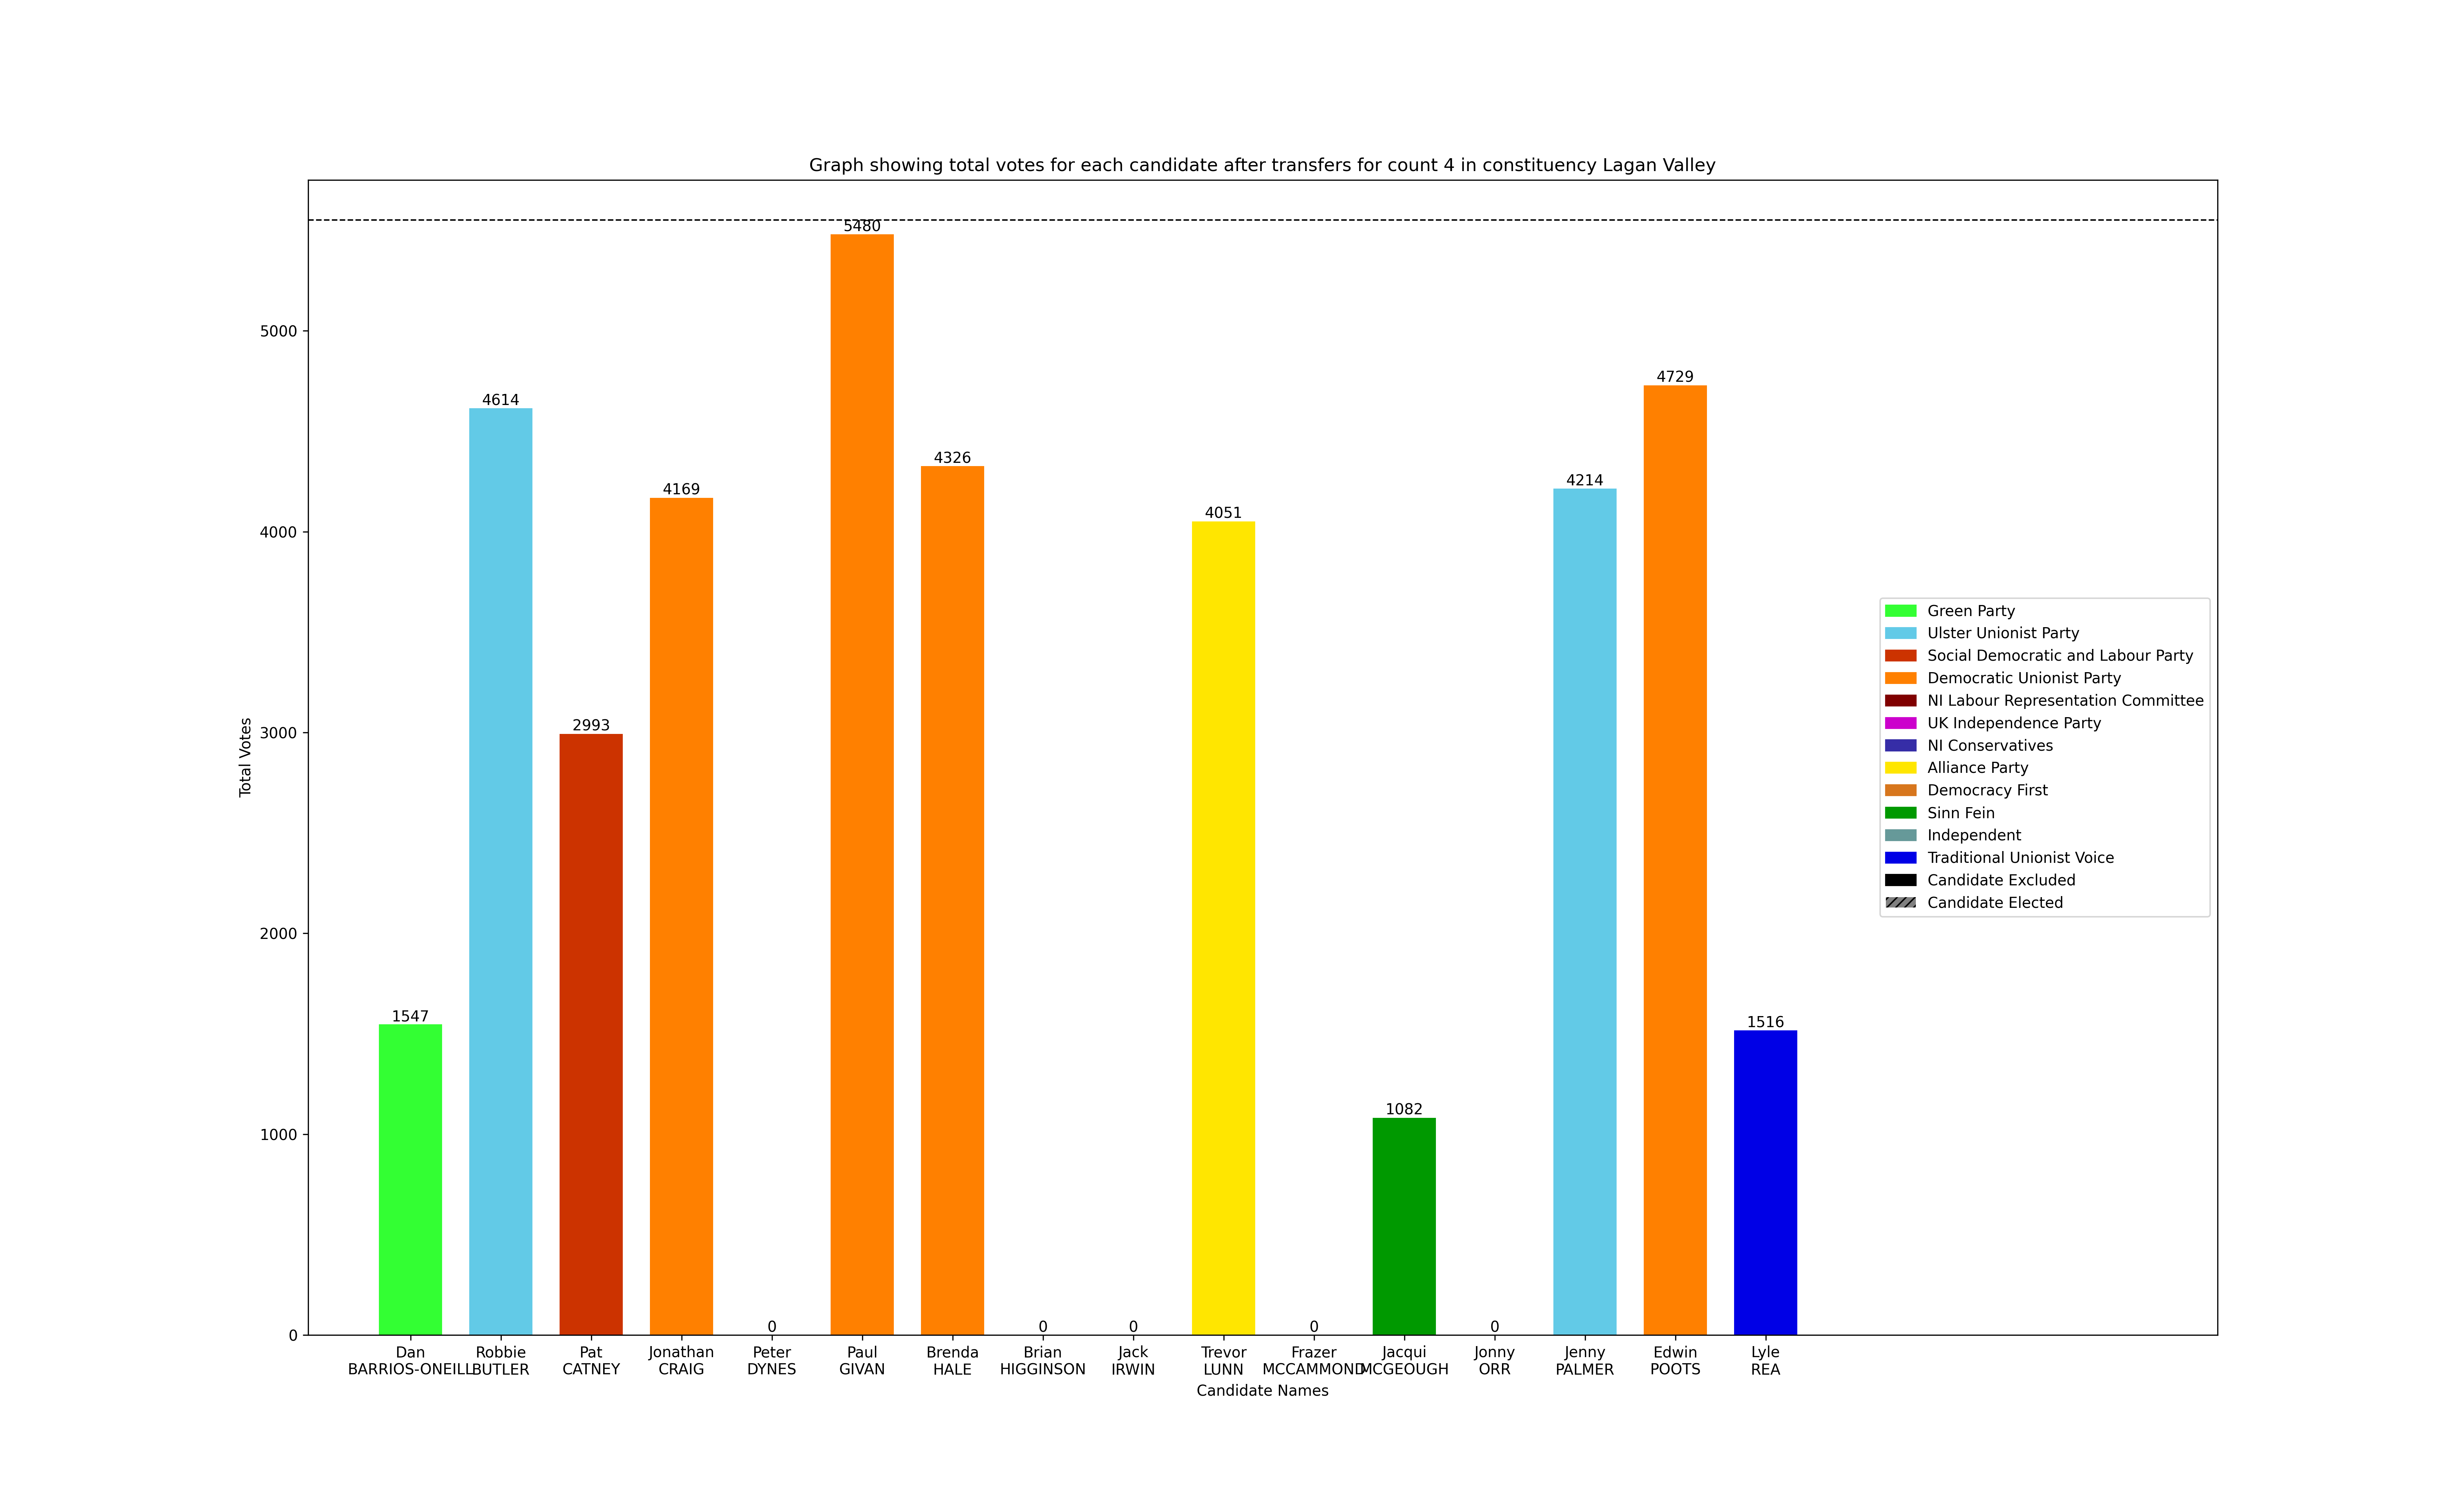 Graph showing total votes for each candidate after transfers for count 4 in constituency Lagan Valley
Total Votes
5000
4000
3000
2000
1000
0
1547
4614
2993
4169
0
5480
4326
0
0
4051
0
1082
0
4214
4729
1516
Dan
BARRIOS-ONEILL
Robbie
BUTLER
Pat
CATNEY
Jonathan
CRAIG
Peter
DYNES
Paul
GIVAN
Brenda
HALE
Brian
HIGGINSON
Jack
IRWIN
Trevor
LUNN
Frazer
MCCAMMOND
Jacqui
MCGEOUGH
Jonny
ORR
Jenny
PALMER
Edwin
POOTS
Lyle
REA
Candidate Names
Green Party
Ulster Unionist Party
Social Democratic and Labour Party
Democratic Unionist Party
NI Labour Representation Committee
UK Independence Party
NI Conservatives
Alliance Party
Democracy First
Sinn Fein
Independent
Traditional Unionist Voice
Candidate Excluded
Candidate Elected